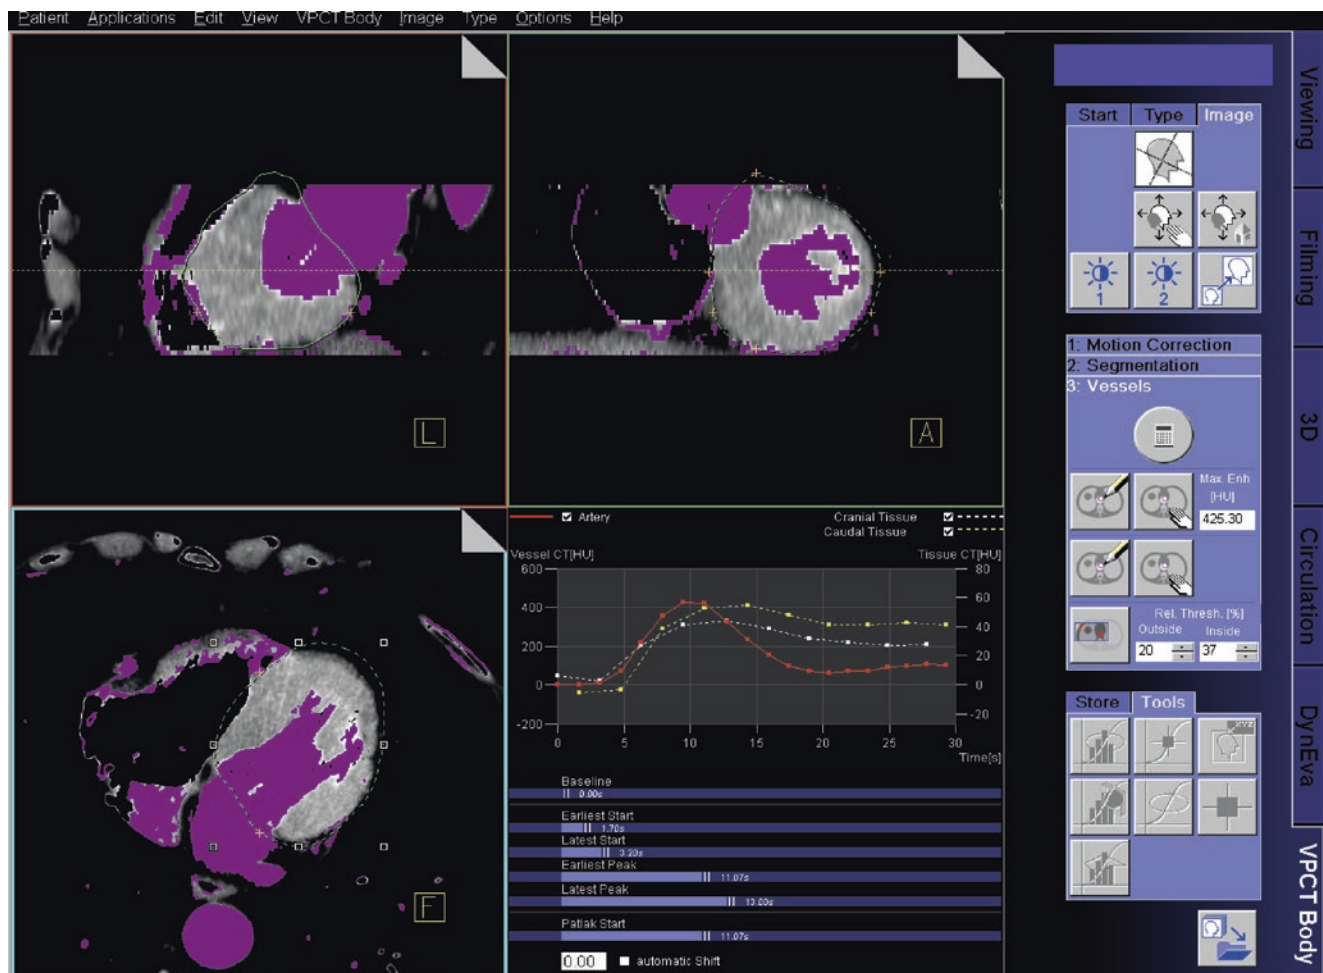 Patient Applications Edit View VPCT Body Image Type Options Help
L
A
F
Artery
Cranial Tissue
Caudal Tissue
Vessel CT[HU]
Tissue CT[HU]
600
400
200
0
-200
80
60
40
20
0
-20
0 5 10 15 20 25 30
Time[s]
Baseline
0.00s
Earliest Start
1.70s
Latest Start
3.20s
Earliest Peak
11.07s
Latest Peak
13.00s
Patlak Start
11.07s
0.00 automatic Shift
Start Type Image
1 2
1: Motion Correction
2: Segmentation
3: Vessels
Max. Enh
[HU]
425.30
Rel. Thresh. [%]
Outside Inside
20 37
Store Tools
XYZ
Viewing
Filming
3D
Circulation
DynEva
VPCT Body